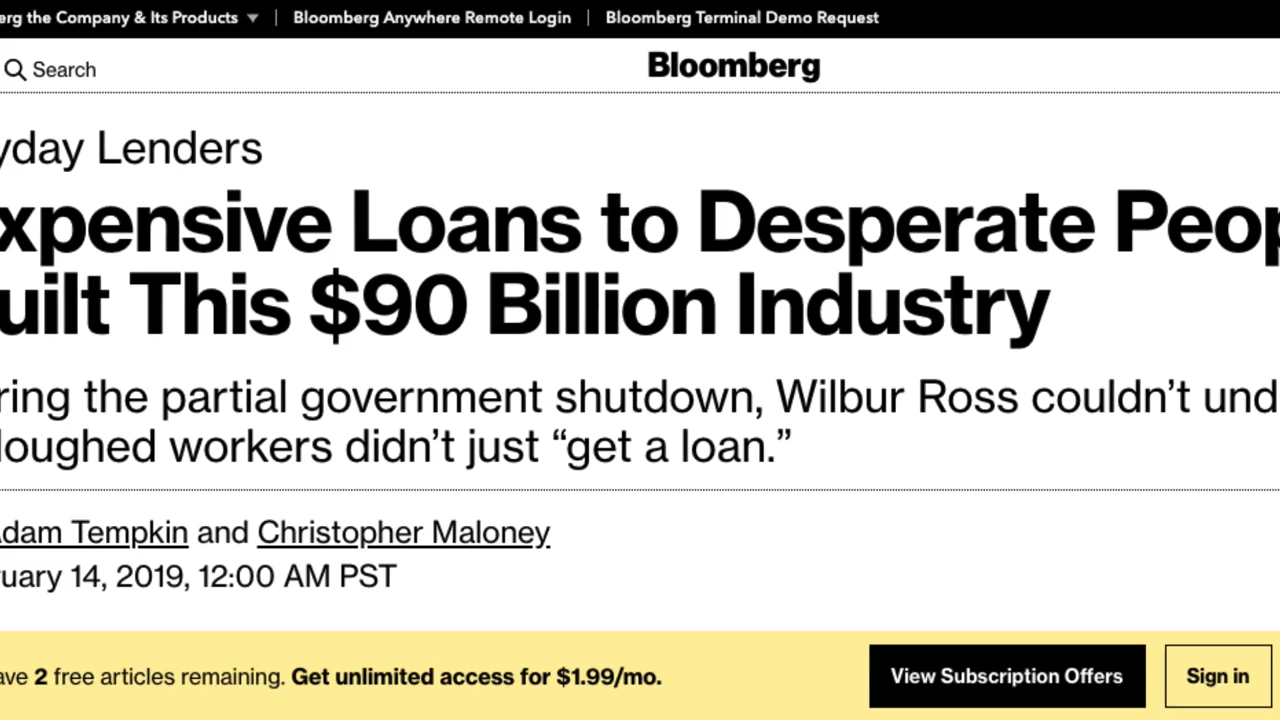 erg the Company & Its Products Bloomberg Anywhere Remote Login Bloomberg Terminal Demo Request
Search Bloomberg
yday Lenders
xpensive Loans to Desperate Peop
uilt This $90 Billion Industry
ring the partial government shutdown, Wilbur Ross couldn’t und
loughed workers didn’t just “get a loan.”
Adam Tempkin and Christopher Maloney
uary 14, 2019, 12:00 AM PST
ave 2 free articles remaining. Get unlimited access for $1.99/mo. View Subscription Offers Sign in